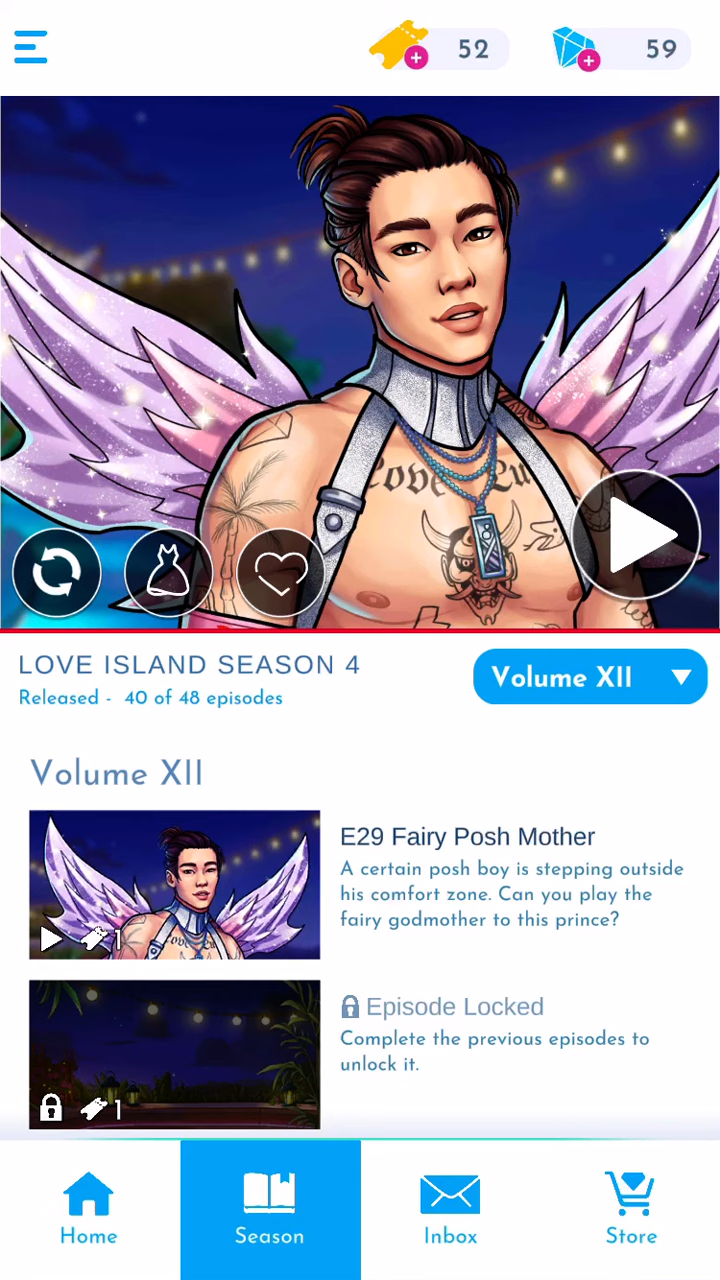 52
59
Love Lu
LOVE ISLAND SEASON 4
Released - 40 of 48 episodes
Volume XII
Volume XII
E29 Fairy Posh Mother
A certain posh boy is stepping outside
his comfort zone. Can you play the
fairy godmother to this prince?
1
Episode Locked
Complete the previous episodes to
unlock it.
1
Home
Season
Inbox
Store